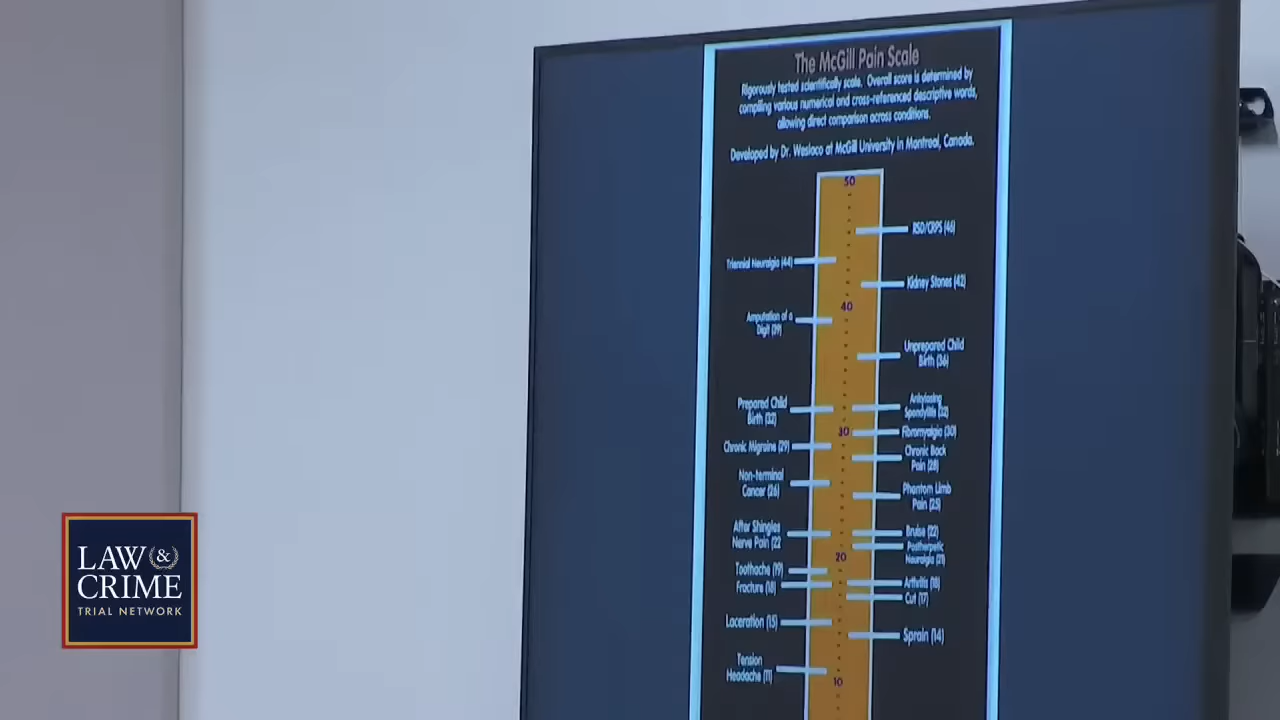 The McGill Pain Scale
Rigorously tested scientifically scale. Overall score is determined by
compiling various numerical and cross-referenced descriptive words,
allowing direct comparison across conditions.
Developed by Dr. Weslaco at McGill University in Montreal, Canada.
50
RSD/CRPS (46)
Triennial Neuralgia (44)
Kidney Stones (42)
40
Amputation of a
Digit (39)
Unprepared Child
Birth (36)
Prepared Child
Birth (32)
Ankylosing
Spondylitis (32)
30
Fibromyalgia (30)
Chronic Migraine (29)
Chronic Back
Pain (28)
Non-terminal
Cancer (26)
Phantom Limb
Pain (25)
After Shingles
Nerve Pain (22
Bruise (22)
Postherpetic
Neuralgia (21)
20
Toothache (19)
Fracture (18)
Arthritis (18)
Cut (17)
Laceration (15)
Sprain (14)
Tension
Headache (11)
10
LAW &
CRIME
TRIAL NETWORK